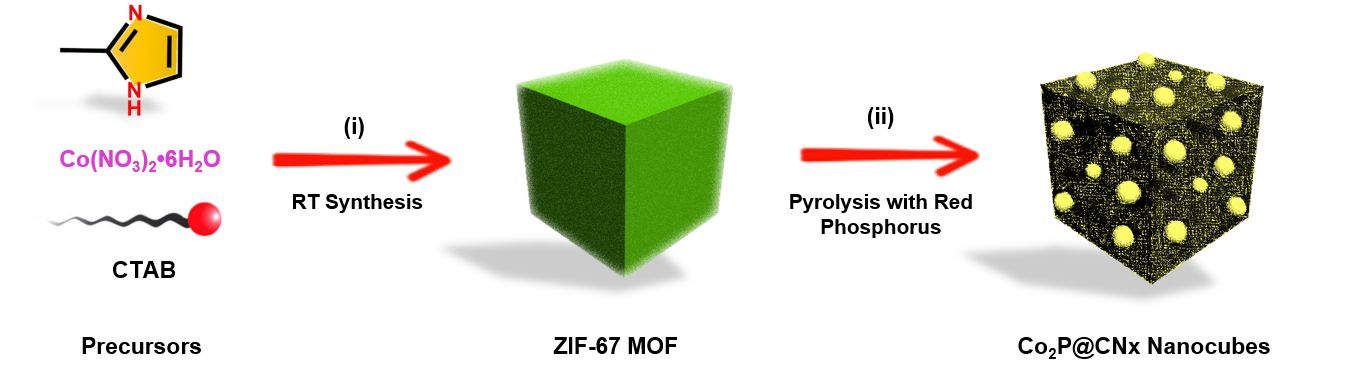 N
N
H
Co(NO₃)₂•6H₂O
CTAB
Precursors
(i)
RT Synthesis
ZIF-67 MOF
(ii)
Pyrolysis with Red
Phosphorus
Co₂P@CNx Nanocubes